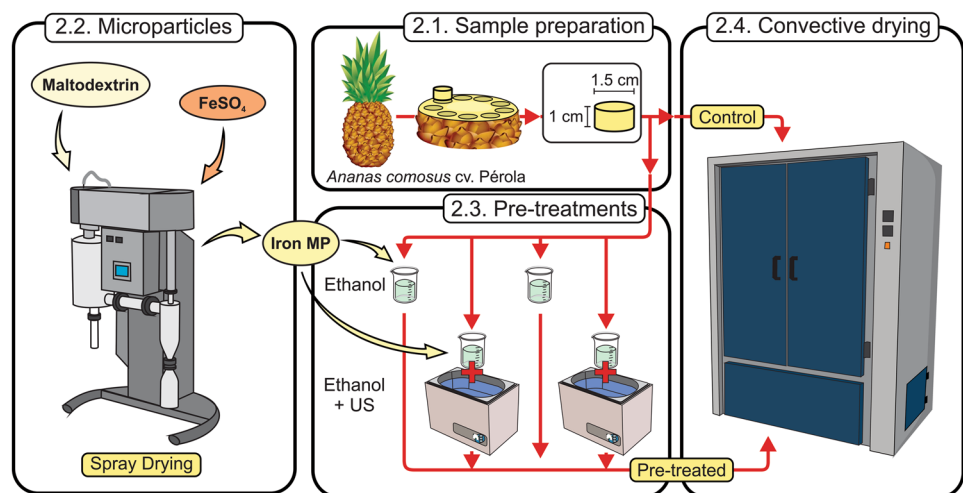 2.2. Microparticles
Maltodextrin
FeSO₄
Spray Drying
Iron MP
2.1. Sample preparation
1.5 cm
1 cm
Ananas comosus cv. Pérola
2.3. Pre-treatments
Ethanol
Ethanol
+ US
2.4. Convective drying
Control
Pre-treated